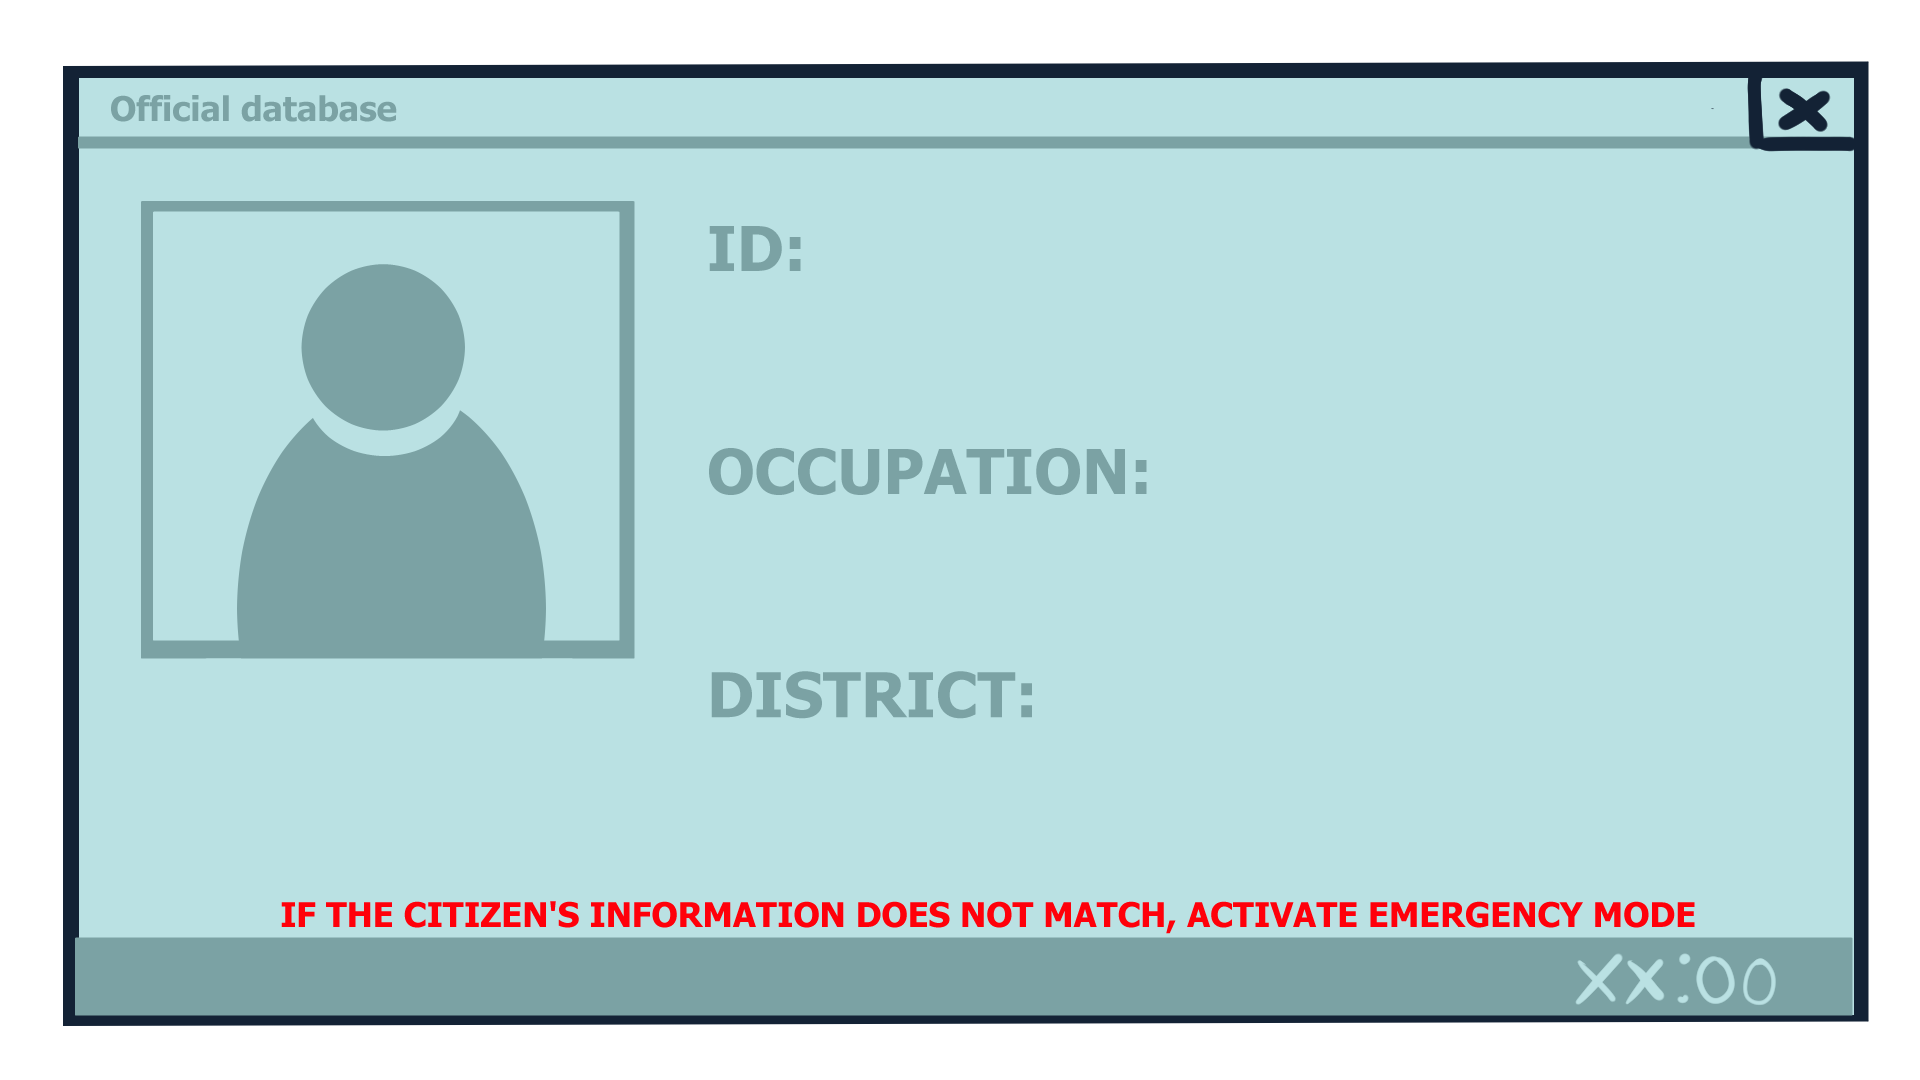 Official database
ID:
OCCUPATION:
DISTRICT:
IF THE CITIZEN'S INFORMATION DOES NOT MATCH, ACTIVATE EMERGENCY MODE
XX:00